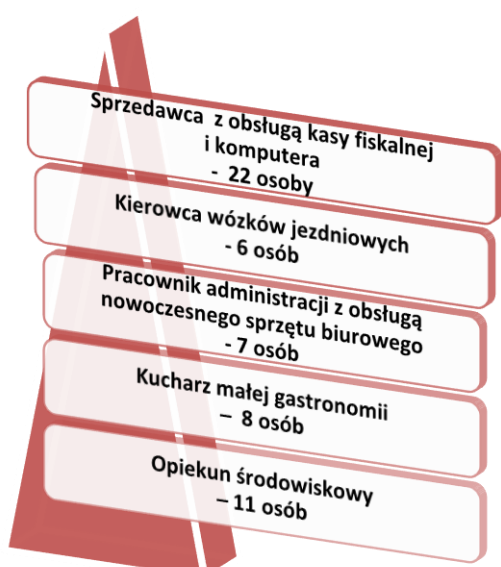 Sprzedawca z obsługą kasy fiskalnej
i komputera
- 22 osoby
Kierowca wózków jezdniowych
- 6 osób
Pracownik administracji z obsługą
nowoczesnego sprzętu biurowego
- 7 osób
Kucharz małej gastronomii
– 8 osób
Opiekun środowiskowy
– 11 osób